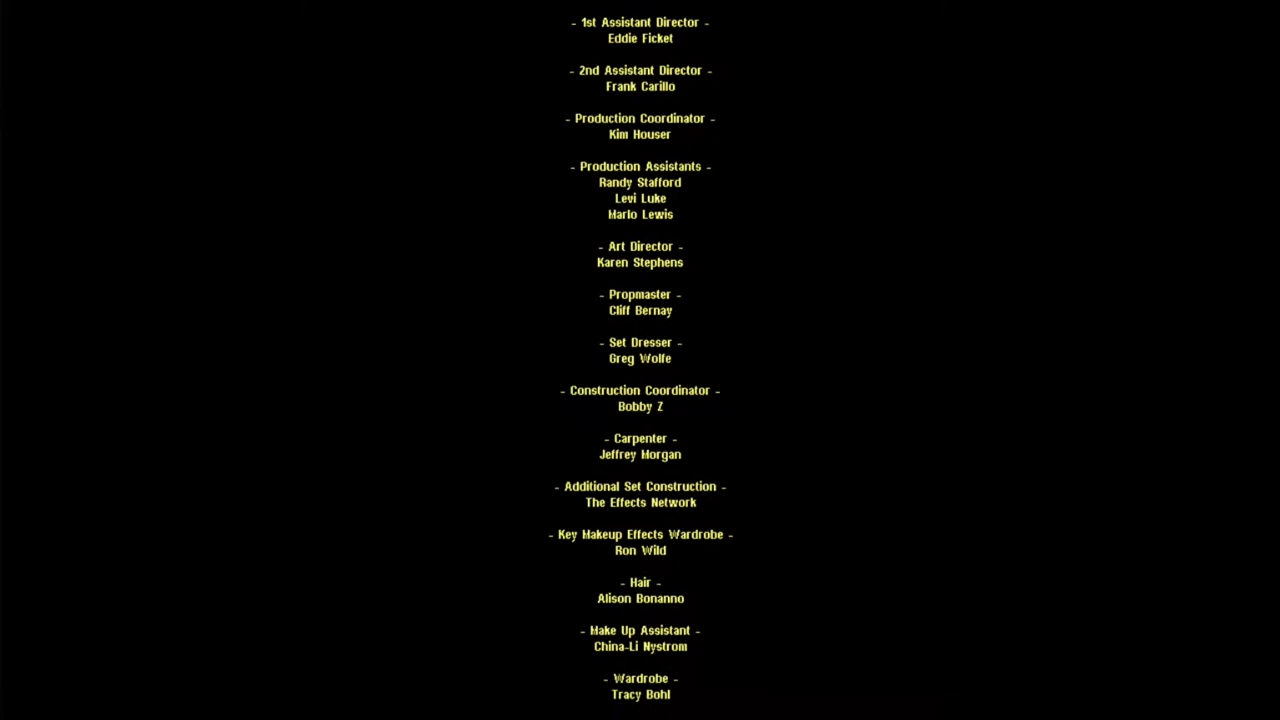 - 1st Assistant Director -
Eddie Ficket
- 2nd Assistant Director -
Frank Carillo
- Production Coordinator -
Kim Houser
- Production Assistants -
Randy Stafford
Levi Luke
Marlo Lewis
- Art Director -
Karen Stephens
- Propmaster -
Cliff Bernay
- Set Dresser -
Greg Wolfe
- Construction Coordinator -
Bobby Z
- Carpenter -
Jeffrey Morgan
- Additional Set Construction -
The Effects Network
- Key Makeup Effects Wardrobe -
Ron Wild
- Hair -
Alison Bonanno
- Make Up Assistant -
China-Li Nystrom
- Wardrobe -
Tracy Bohl